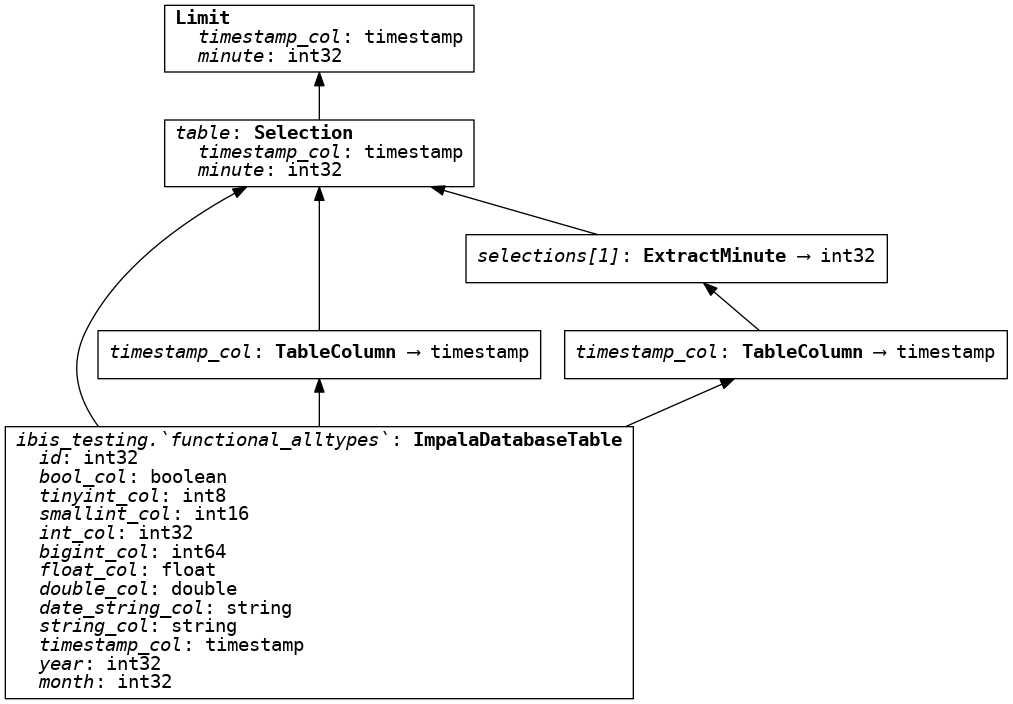 Limit
timestamp_col: timestamp
minute: int32
table: Selection
timestamp_col: timestamp
minute: int32
selections[1]: ExtractMinute → int32
timestamp_col: TableColumn → timestamp
timestamp_col: TableColumn → timestamp
ibis_testing.`functional_alltypes`: ImpalaDatabaseTable
id: int32
bool_col: boolean
tinyint_col: int8
smallint_col: int16
int_col: int32
bigint_col: int64
float_col: float
double_col: double
date_string_col: string
string_col: string
timestamp_col: timestamp
year: int32
month: int32